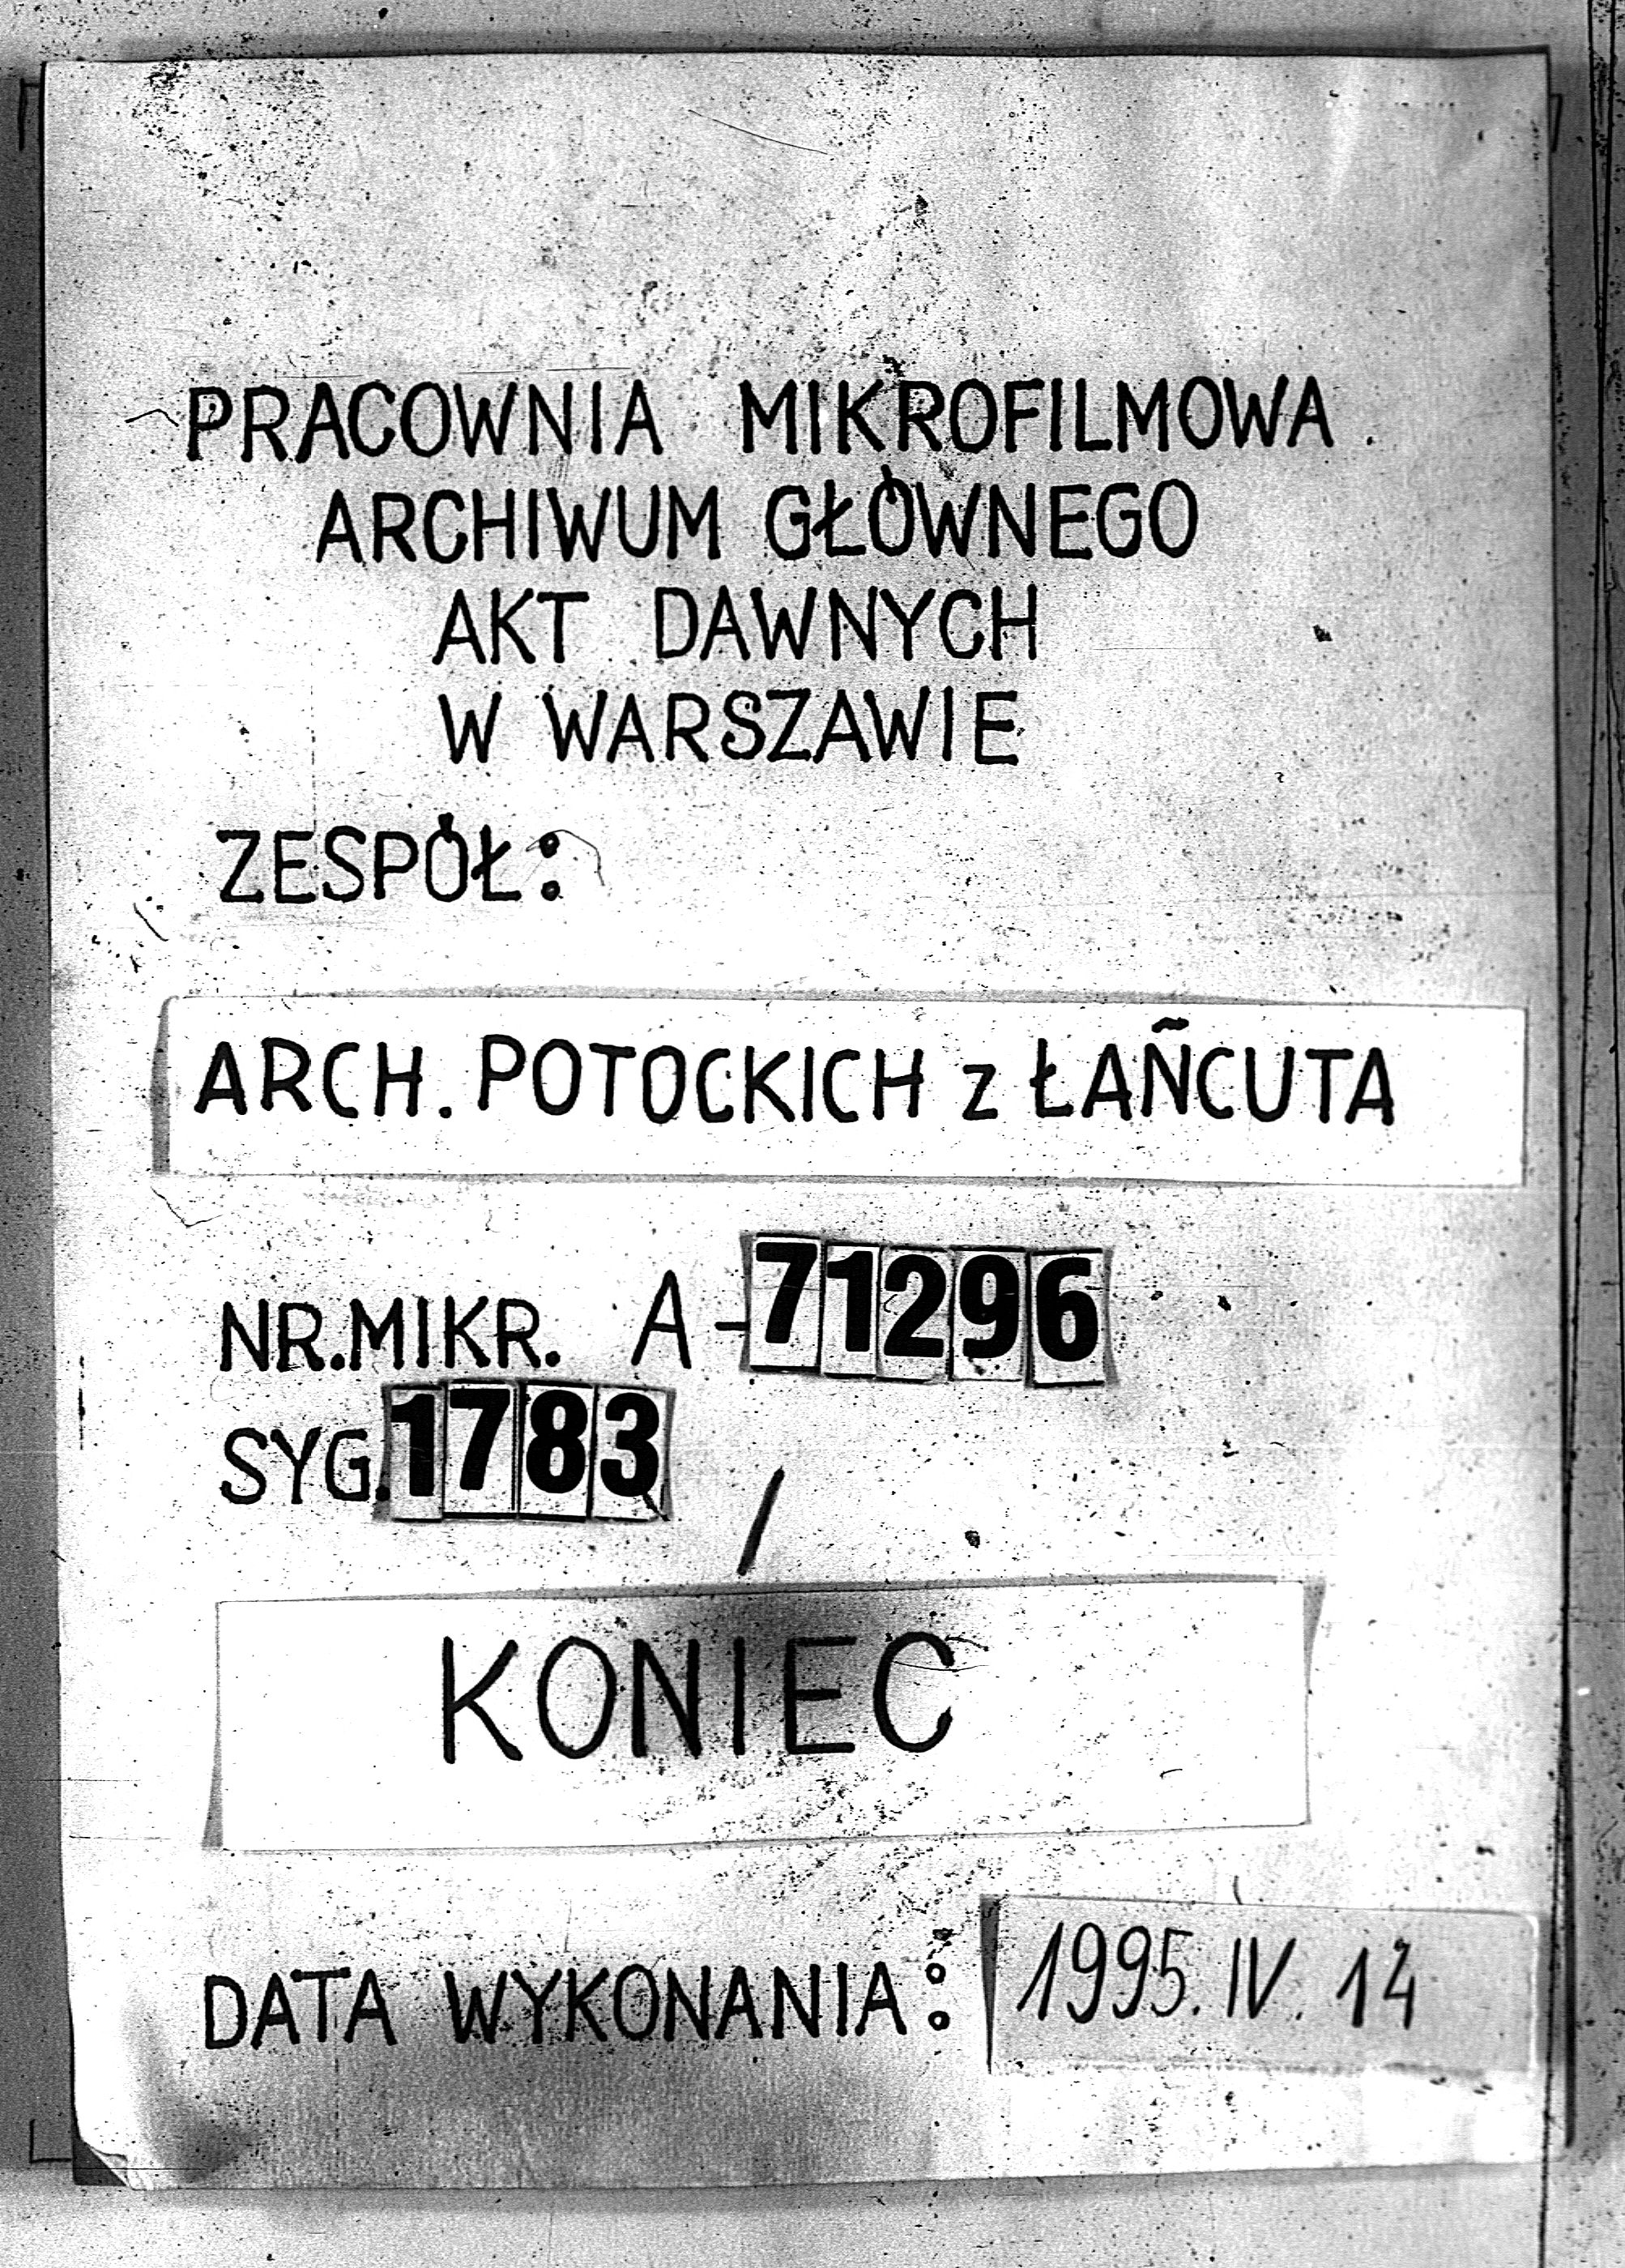 PRACOWNIA MIKROFILMOWA
ARCHIWUM GŁÓWNEGO
AKT DAWNYCH
W WARSZAWIE
ZESPÓŁ:
ARCH. POTOCKICH z ŁAŃCUTA
NR.MIKR. A-71296
SYG.1783 /
KONIEC
DATA WYKONANIA: 1995.IV.14